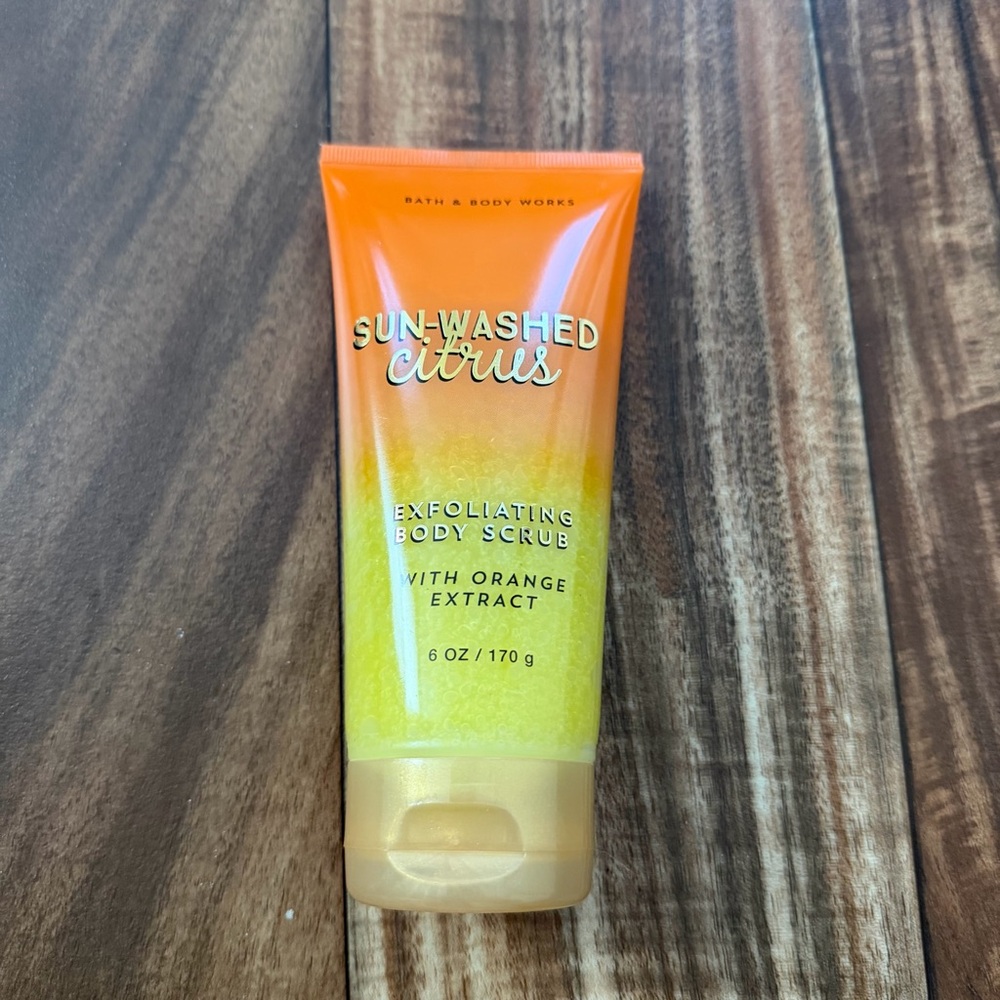 BATH & BODY WORKS
SUN-WASHED
citrus
EXFOLIATING
BODY SCRUB
WITH ORANGE
EXTRACT
6 OZ / 170 g